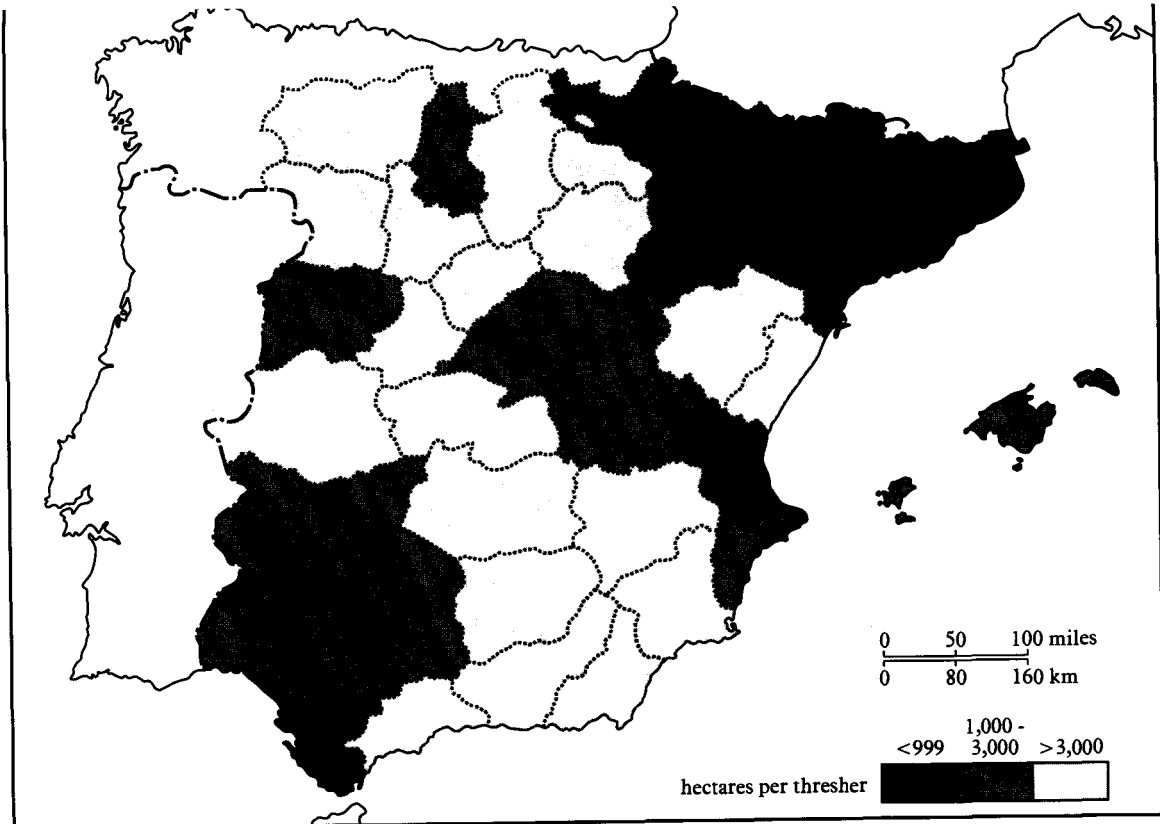 0 50 100 miles
0 80 160 km
1,000 -
<999 3,000 >3,000
hectares per thresher